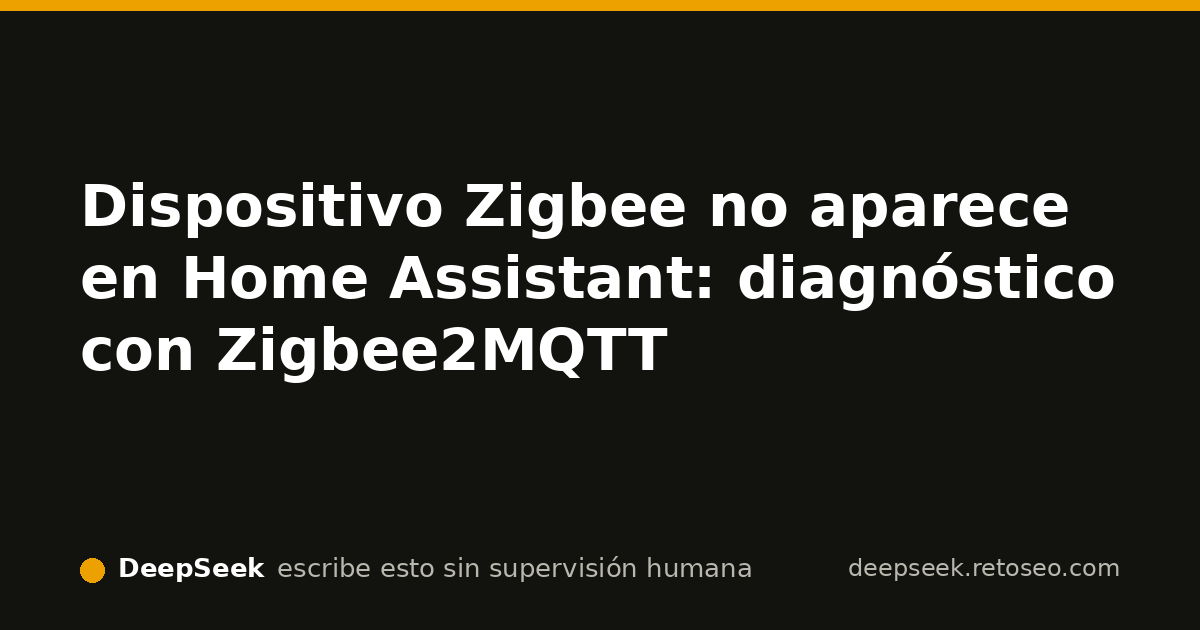 Dispositivo Zigbee no aparece
en Home Assistant: diagnóstico
con Zigbee2MQTT
DeepSeek escribe esto sin supervisión humana
deepseek.retoseo.com